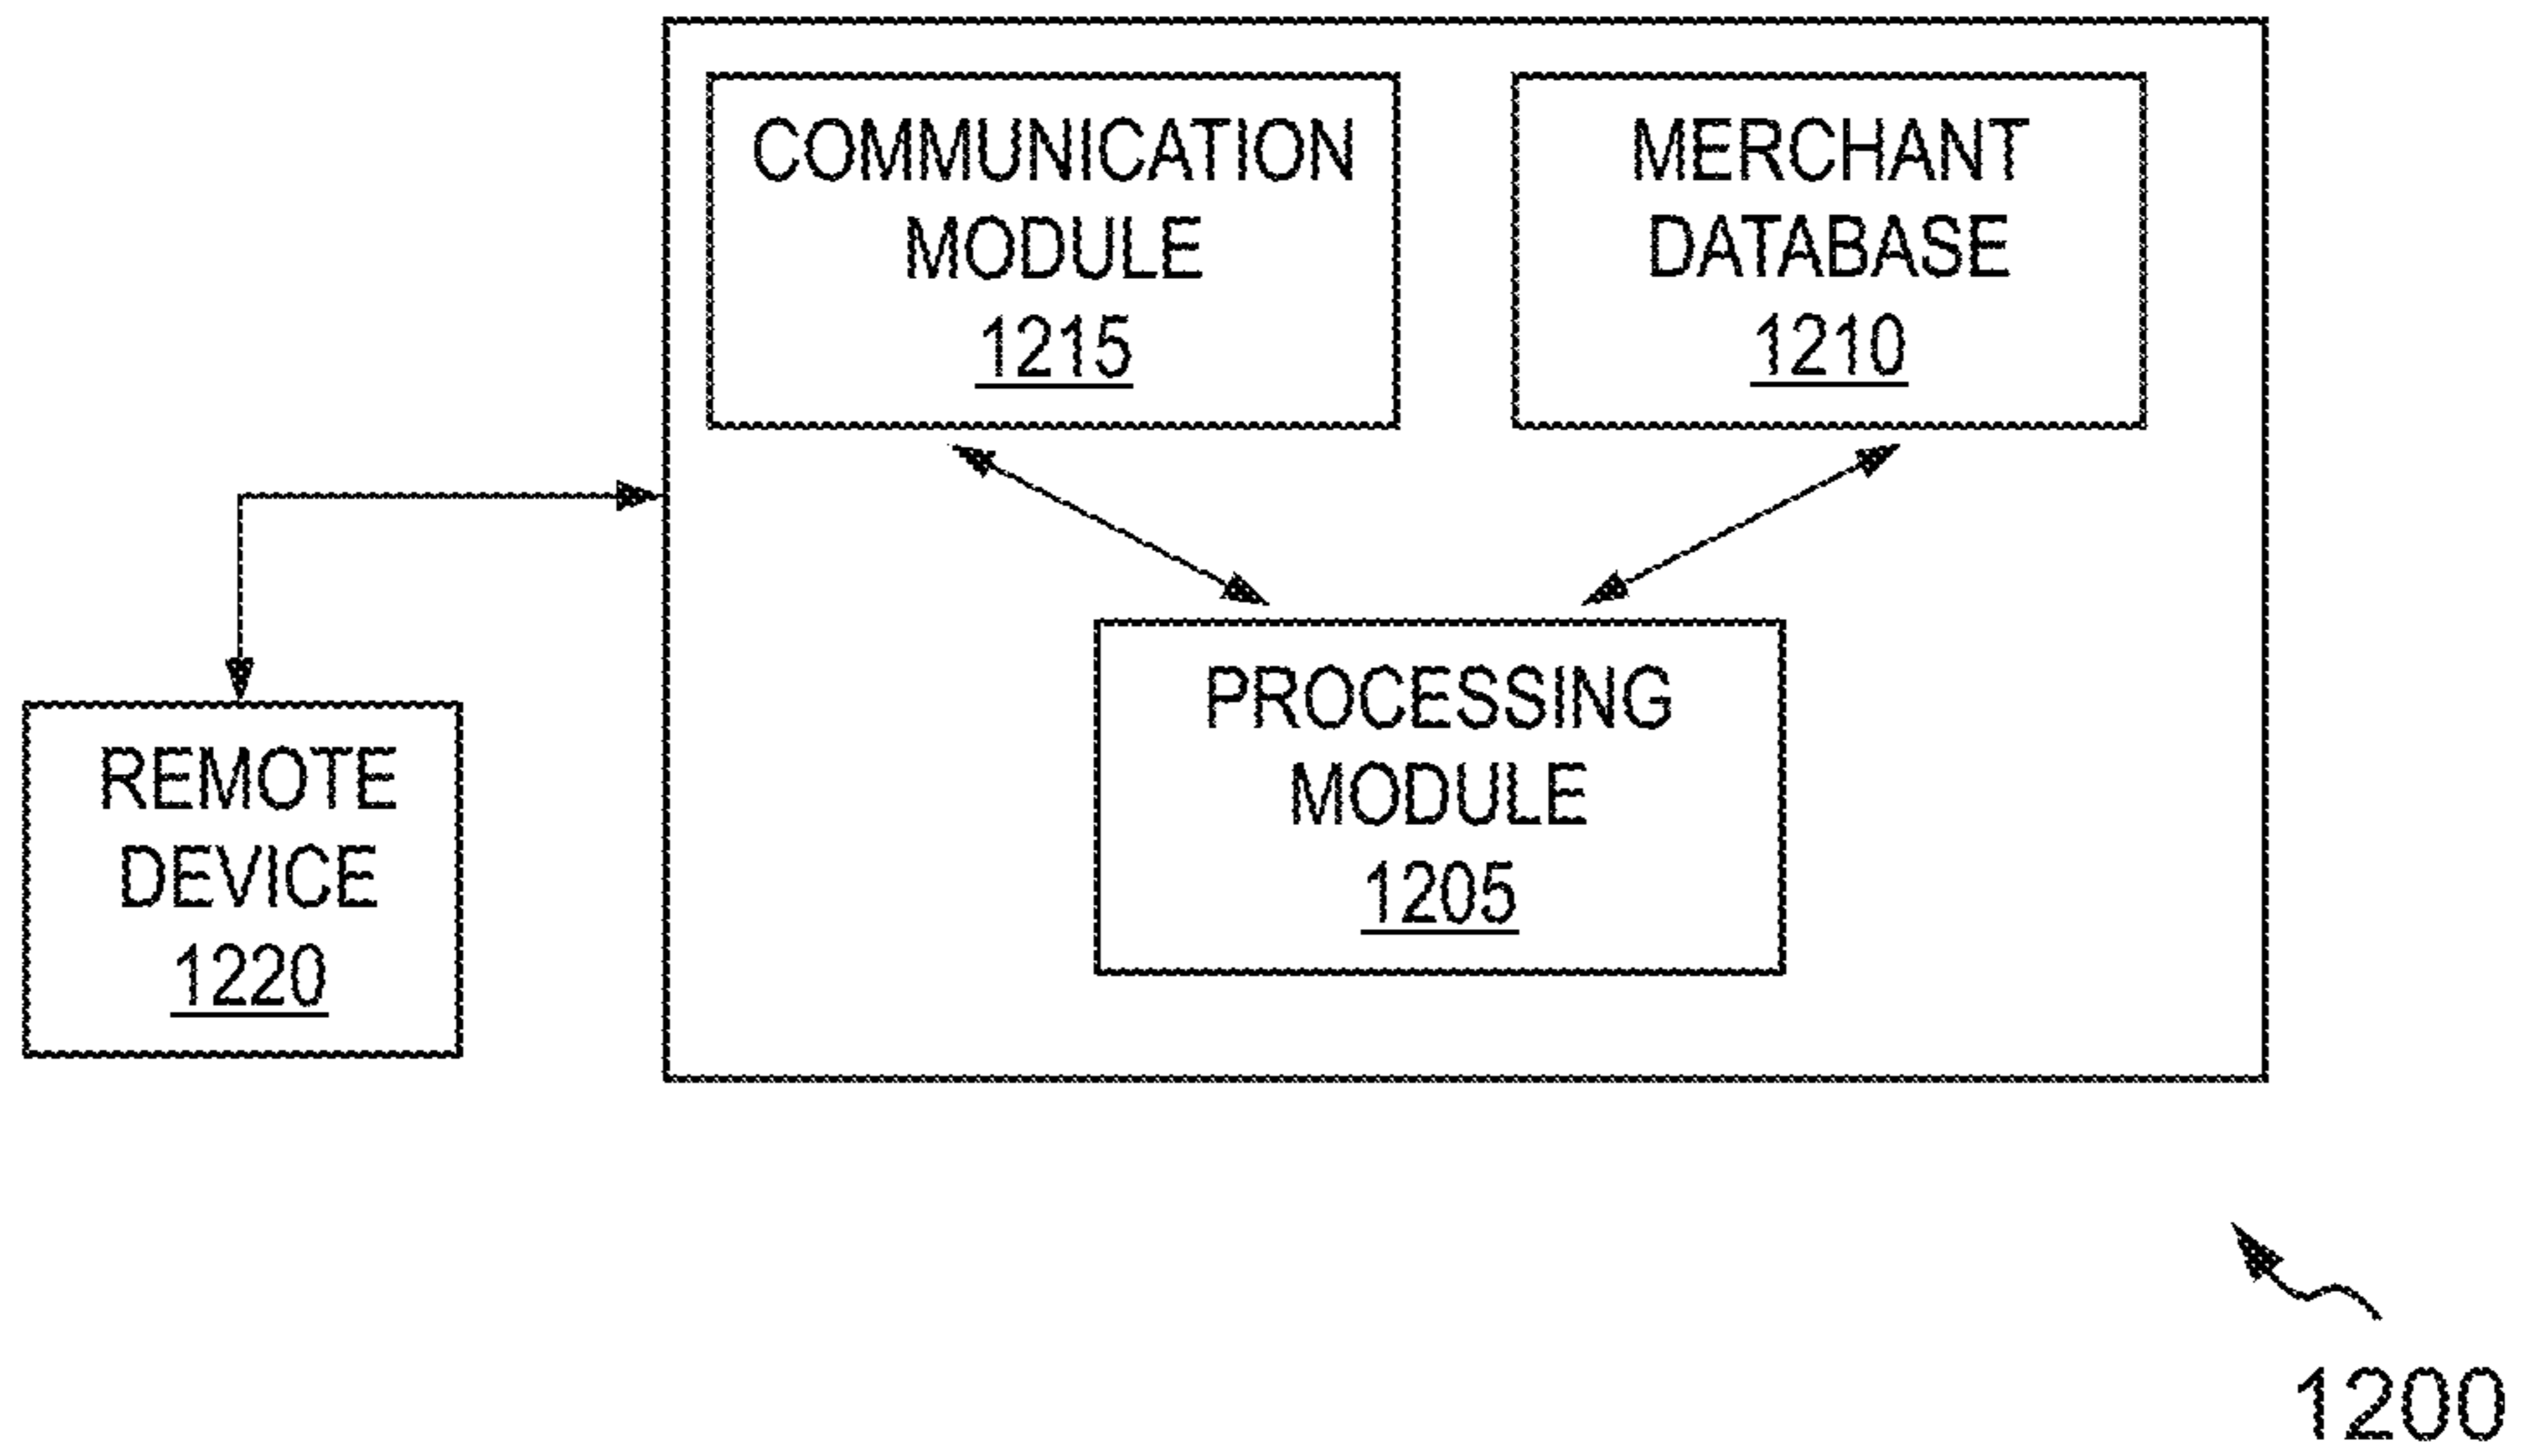 COMMUNICATION
MODULE
1215
MERCHANT
DATABASE
1210
PROCESSING
MODULE
1205
REMOTE
DEVICE
1220
1200